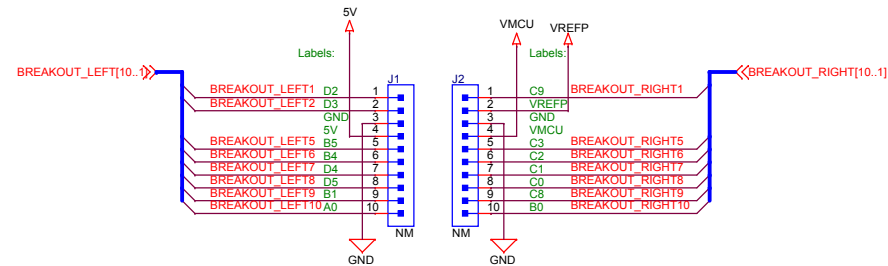 5V
VMCU VREFP
Labels: Labels:
BREAKOUT_LEFT[10..1] J1 J2 BREAKOUT_RIGHT[10..1]
BREAKOUT_LEFT1 D2 1 1 C9 BREAKOUT_RIGHT1
BREAKOUT_LEFT2 D3 2 2 VREFP
GND 3 3 GND
5V 4 4 VMCU
BREAKOUT_LEFT5 B5 5 5 C3 BREAKOUT_RIGHT5
BREAKOUT_LEFT6 B4 6 6 C2 BREAKOUT_RIGHT6
BREAKOUT_LEFT7 D4 7 7 C1 BREAKOUT_RIGHT7
BREAKOUT_LEFT8 D5 8 8 C0 BREAKOUT_RIGHT8
BREAKOUT_LEFT9 B1 9 9 C8 BREAKOUT_RIGHT9
BREAKOUT_LEFT10 A0 10 10 B0 BREAKOUT_RIGHT10
NM NM
GND GND